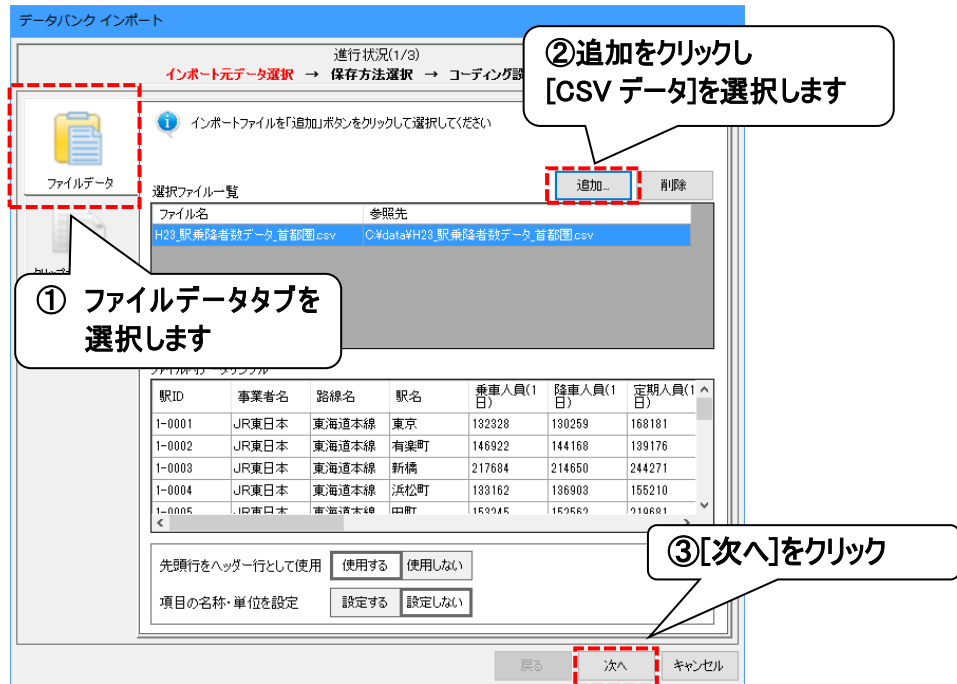 データバンク インポート
進行状況(1/3)
インポート元データ選択 → 保存方法選択 → コーディング設
②追加をクリックし
[CSV データ]を選択します
インポートファイルを「追加」ボタンをクリックして選択してください
ファイルデータ
追加...
削除
選択ファイル一覧
ファイル名 参照先
H23_駅乗降者数データ_首都圏.csv C:¥data¥H23_駅乗降者数データ_首都圏.csv
① ファイルデータタブを
選択します
駅ID 事業者名 路線名 駅名 乗車人員(1日) 降車人員(1日) 定期人員(1日)
1-0001 JR東日本 東海道本線 東京 132328 130259 168181
1-0002 JR東日本 東海道本線 有楽町 146922 144168 139176
1-0003 JR東日本 東海道本線 新橋 217684 214650 244271
1-0004 JR東日本 東海道本線 浜松町 133162 136903 155210
1-0005 JR東日本 東海道本線 田町 153245 152562 219681
③[次へ]をクリック
先頭行をヘッダー行として使用 使用する 使用しない
項目の名称・単位を設定 設定する 設定しない
戻る 次へ キャンセル